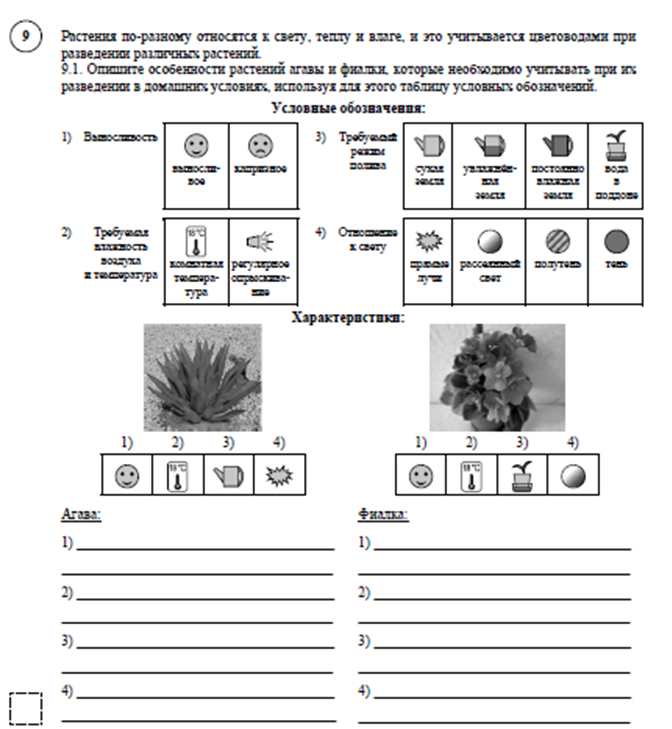 9
Растения по-разному относятся к свету, теплу и влаге, и это учитывается цветоводами при
разведении различных растений.
9.1. Опишите особенности растений агавы и фиалки, которые необходимо учитывать при их
разведении в домашних условиях, используя для этого таблицу условных обозначений.
Условные обозначения:
1) Выносливость
выносли-
вое
капризное
3) Требуемый
режим
полива
сухая
земля
увлажнён-
ная
земля
постоянно
влажная
земля
вода
в
поддоне
2) Требуемая
влажность
воздуха
и температура
18 °C
комнатная
темпера-
тура
регулярное
опрыскива-
ние
4) Отношение
к свету
прямые
лучи
рассеянный
свет
полутень
тень
Характеристики:
1) 2) 3) 4)
18 °C
1) 2) 3) 4)
18 °C
Агава:
1)
2)
3)
4)
Фиалка:
1)
2)
3)
4)